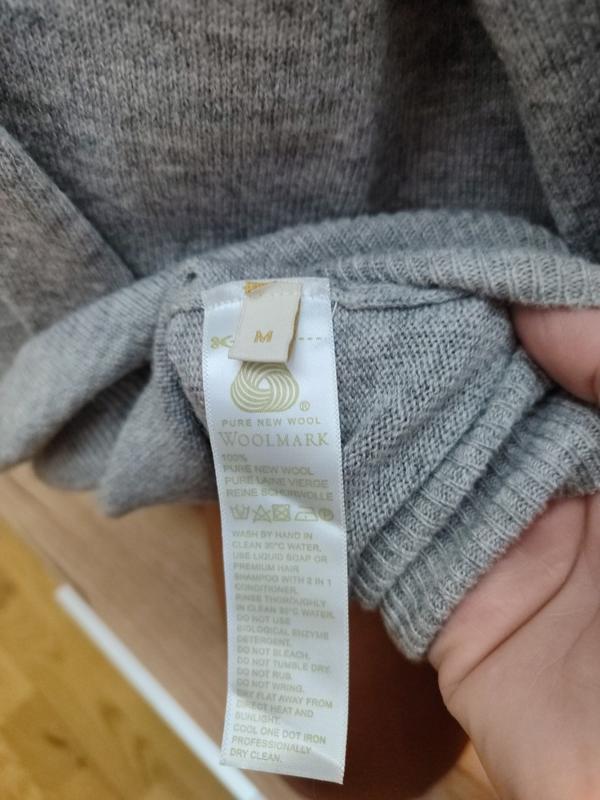 M
®
PURE NEW WOOL
WOOLMARK
100%
PURE NEW WOOL
PURE LAINE VIERGE
REINE SCHURWOLLE
WASH BY HAND IN
CLEAN 30°C WATER.
USE LIQUID SOAP OR
PREMIUM HAIR
SHAMPOO WITH 2 IN 1
CONDITIONER.
RINSE THOROUGHLY
IN CLEAN 30°C WATER.
DO NOT USE
BIOLOGICAL ENZYME
DETERGENT.
DO NOT BLEACH.
DO NOT TUMBLE DRY.
DO NOT RUB.
DO NOT WRING.
DRY FLAT AWAY FROM
DIRECT HEAT AND
SUNLIGHT.
COOL ONE DOT IRON
PROFESSIONALLY
DRY CLEAN.